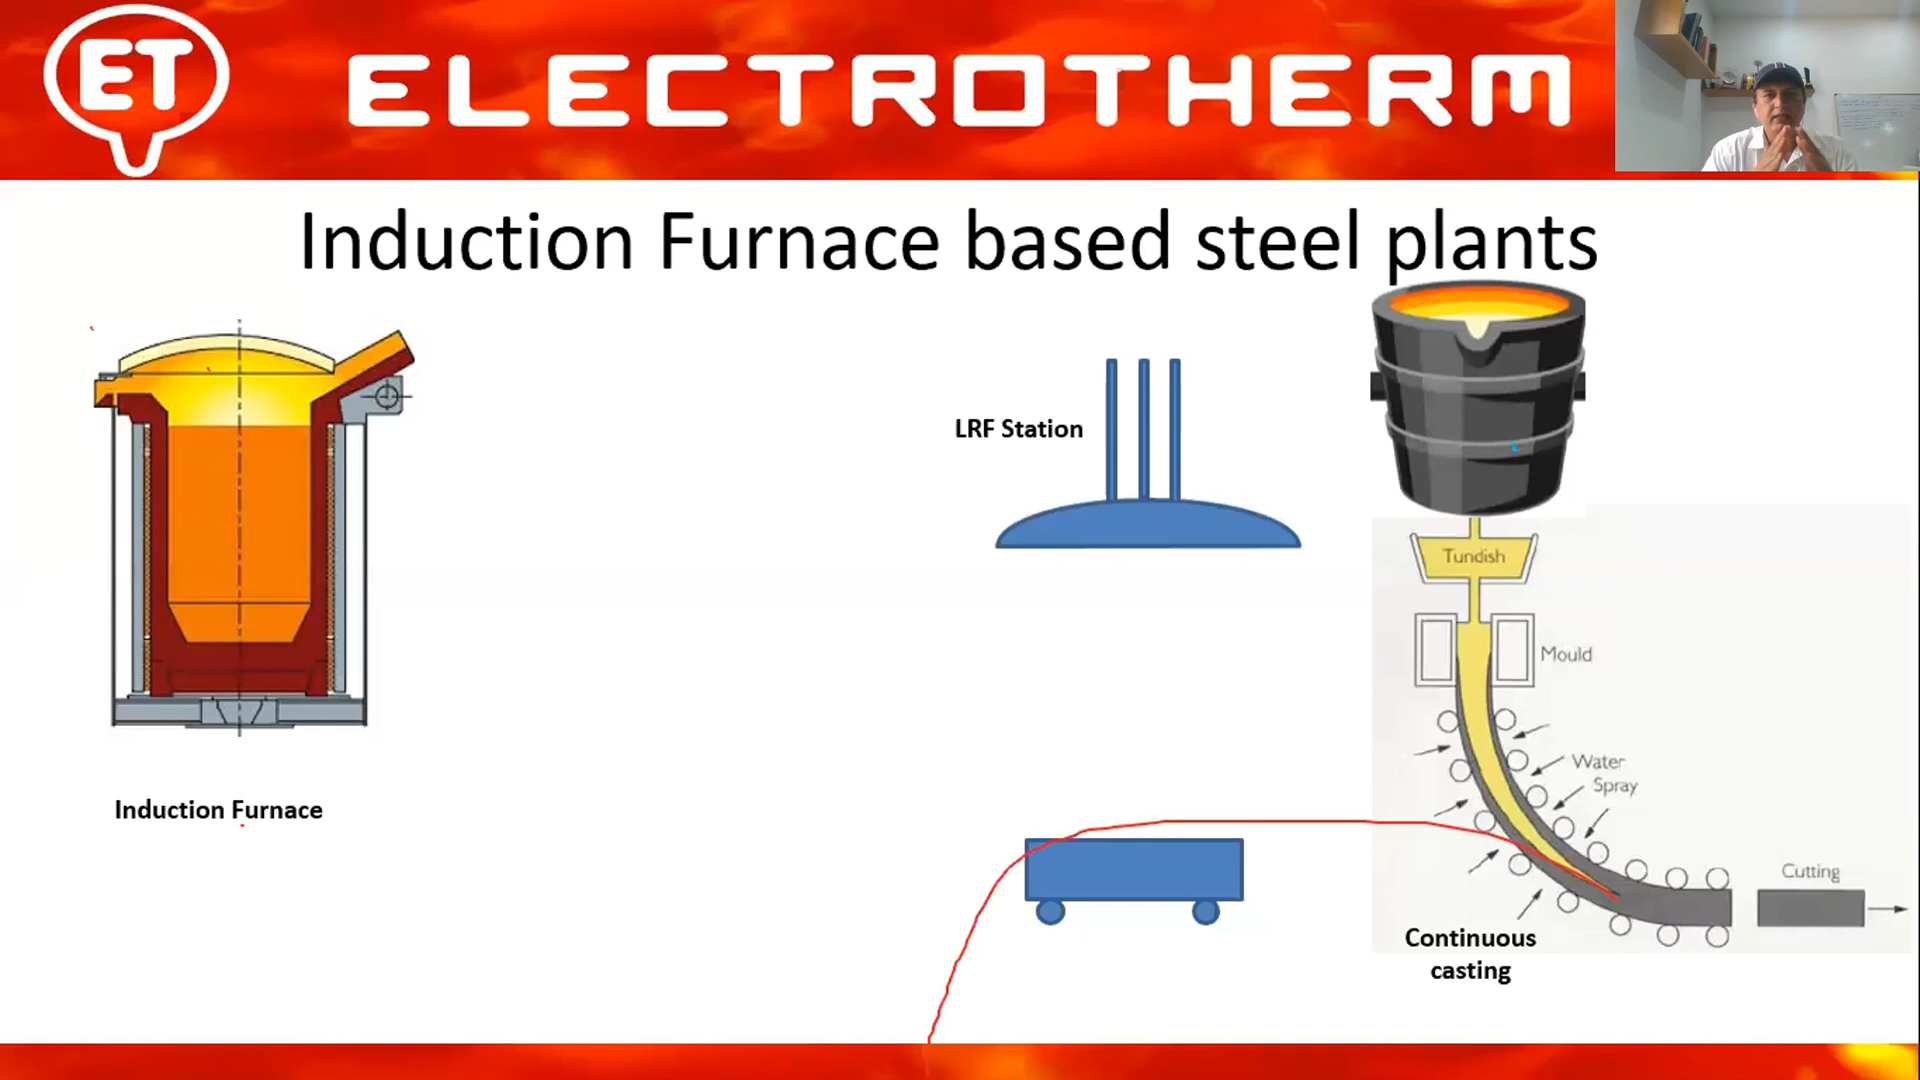 ET
ELECTROTHERM
Induction Furnace based steel plants
LRF Station
Tundish
Mould
Water
Spray
Induction Furnace
Cutting
Continuous
casting